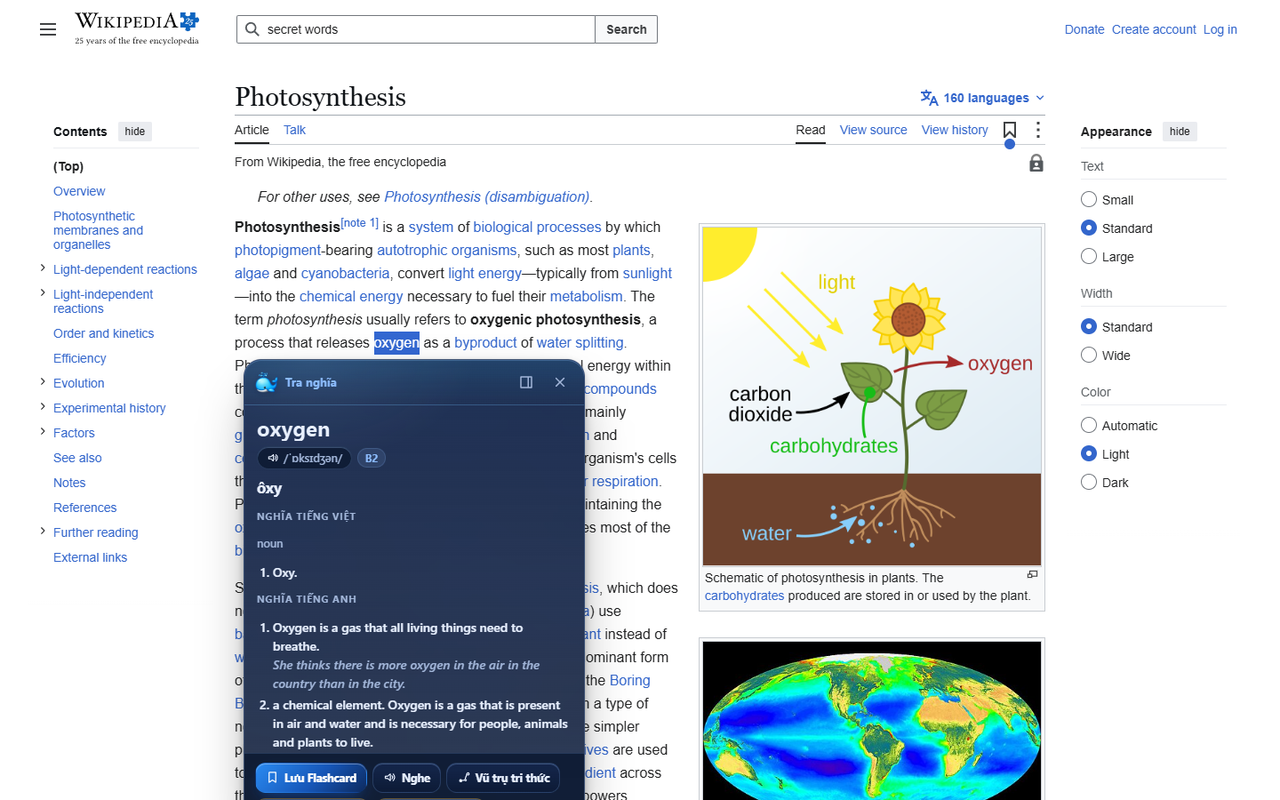 WIKIPEDIA 25
25 years of the free encyclopedia
secret words
Search
Donate Create account Log in
Photosynthesis
160 languages
Article Talk
Read View source View history
From Wikipedia, the free encyclopedia
Contents hide
(Top)
Overview
Photosynthetic
membranes and
organelles
Light-dependent reactions
Light-independent
reactions
Order and kinetics
Efficiency
Evolution
Experimental history
Factors
See also
Notes
References
Further reading
External links
For other uses, see Photosynthesis (disambiguation).
Photosynthesis[note 1] is a system of biological processes by which
photopigment-bearing autotrophic organisms, such as most plants,
algae and cyanobacteria, convert light energy—typically from sunlight
—into the chemical energy necessary to fuel their metabolism. The
term photosynthesis usually refers to oxygenic photosynthesis, a
process that releases oxygen as a byproduct of water splitting.
energy within
compounds
mainly
and
organism's cells
respiration.
intaining the
es most of the
sis, which does
use
instead of
ominant form
the Boring
n a type of
simpler
are used
dient across
powers
Tra nghĩa
oxygen
/ˈɒksɪdʒən/ B2
ôxy
NGHĨA TIẾNG VIỆT
noun
1. Oxy.
NGHĨA TIẾNG ANH
1. Oxygen is a gas that all living things need to
breathe.
She thinks there is more oxygen in the air in the
country than in the city.
2. a chemical element. Oxygen is a gas that is present
in air and water and is necessary for people, animals
and plants to live.
Lưu Flashcard Nghe Vũ trụ tri thức
light
oxygen
carbon
dioxide
carbohydrates
water
Schematic of photosynthesis in plants. The
carbohydrates produced are stored in or used by the plant.
Appearance hide
Text
Small
Standard
Large
Width
Standard
Wide
Color
Automatic
Light
Dark